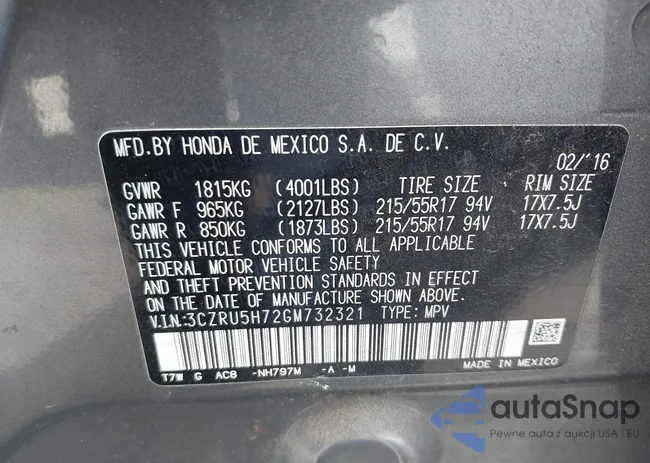 MFD.BY HONDA DE MEXICO S.A. DE C.V.
02/'16
GVWR 1815KG (4001LBS) TIRE SIZE RIM SIZE
GAWR F 965KG (2127LBS) 215/55R17 94V 17X7.5J
GAWR R 850KG (1873LBS) 215/55R17 94V 17X7.5J
THIS VEHICLE CONFORMS TO ALL APPLICABLE
FEDERAL MOTOR VEHICLE SAFETY
AND THEFT PREVENTION STANDARDS IN EFFECT
ON THE DATE OF MANUFACTURE SHOWN ABOVE.
V.I.N:3CZRU5H72GM732321 TYPE: MPV
T7W G AC8 -NH797M -A -M
MADE IN MEXICO
autaSnap
Pewne auta z aukcji USA i EU